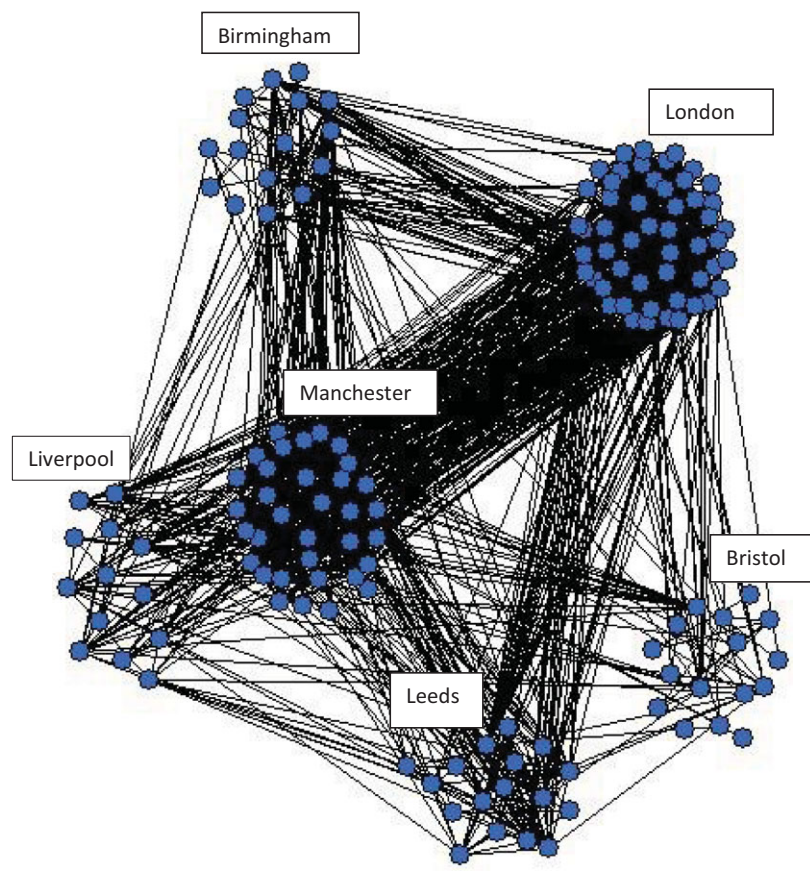 Birmingham
London
Manchester
Liverpool
Bristol
Leeds